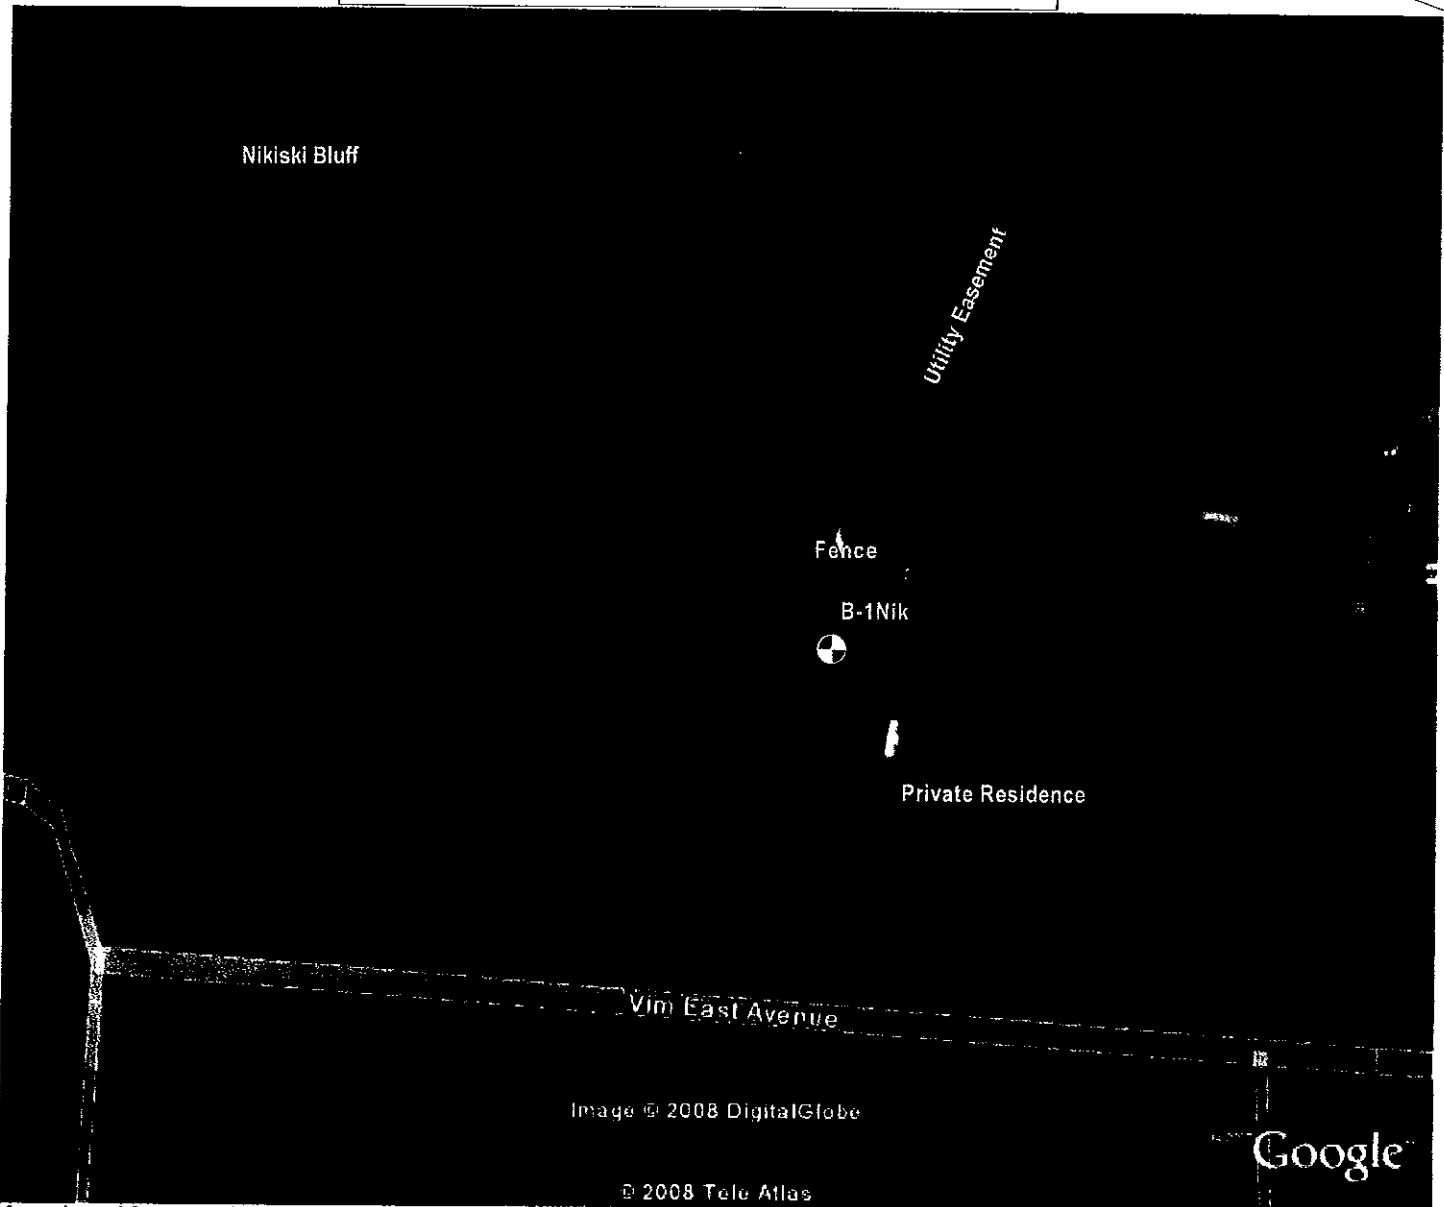 Nikiski Bluff
Utility Easement
Fence
B-1Nik
Private Residence
Vim East Avenue
Image © 2008 DigitalGlobe
Google
© 2008 Tele Atlas